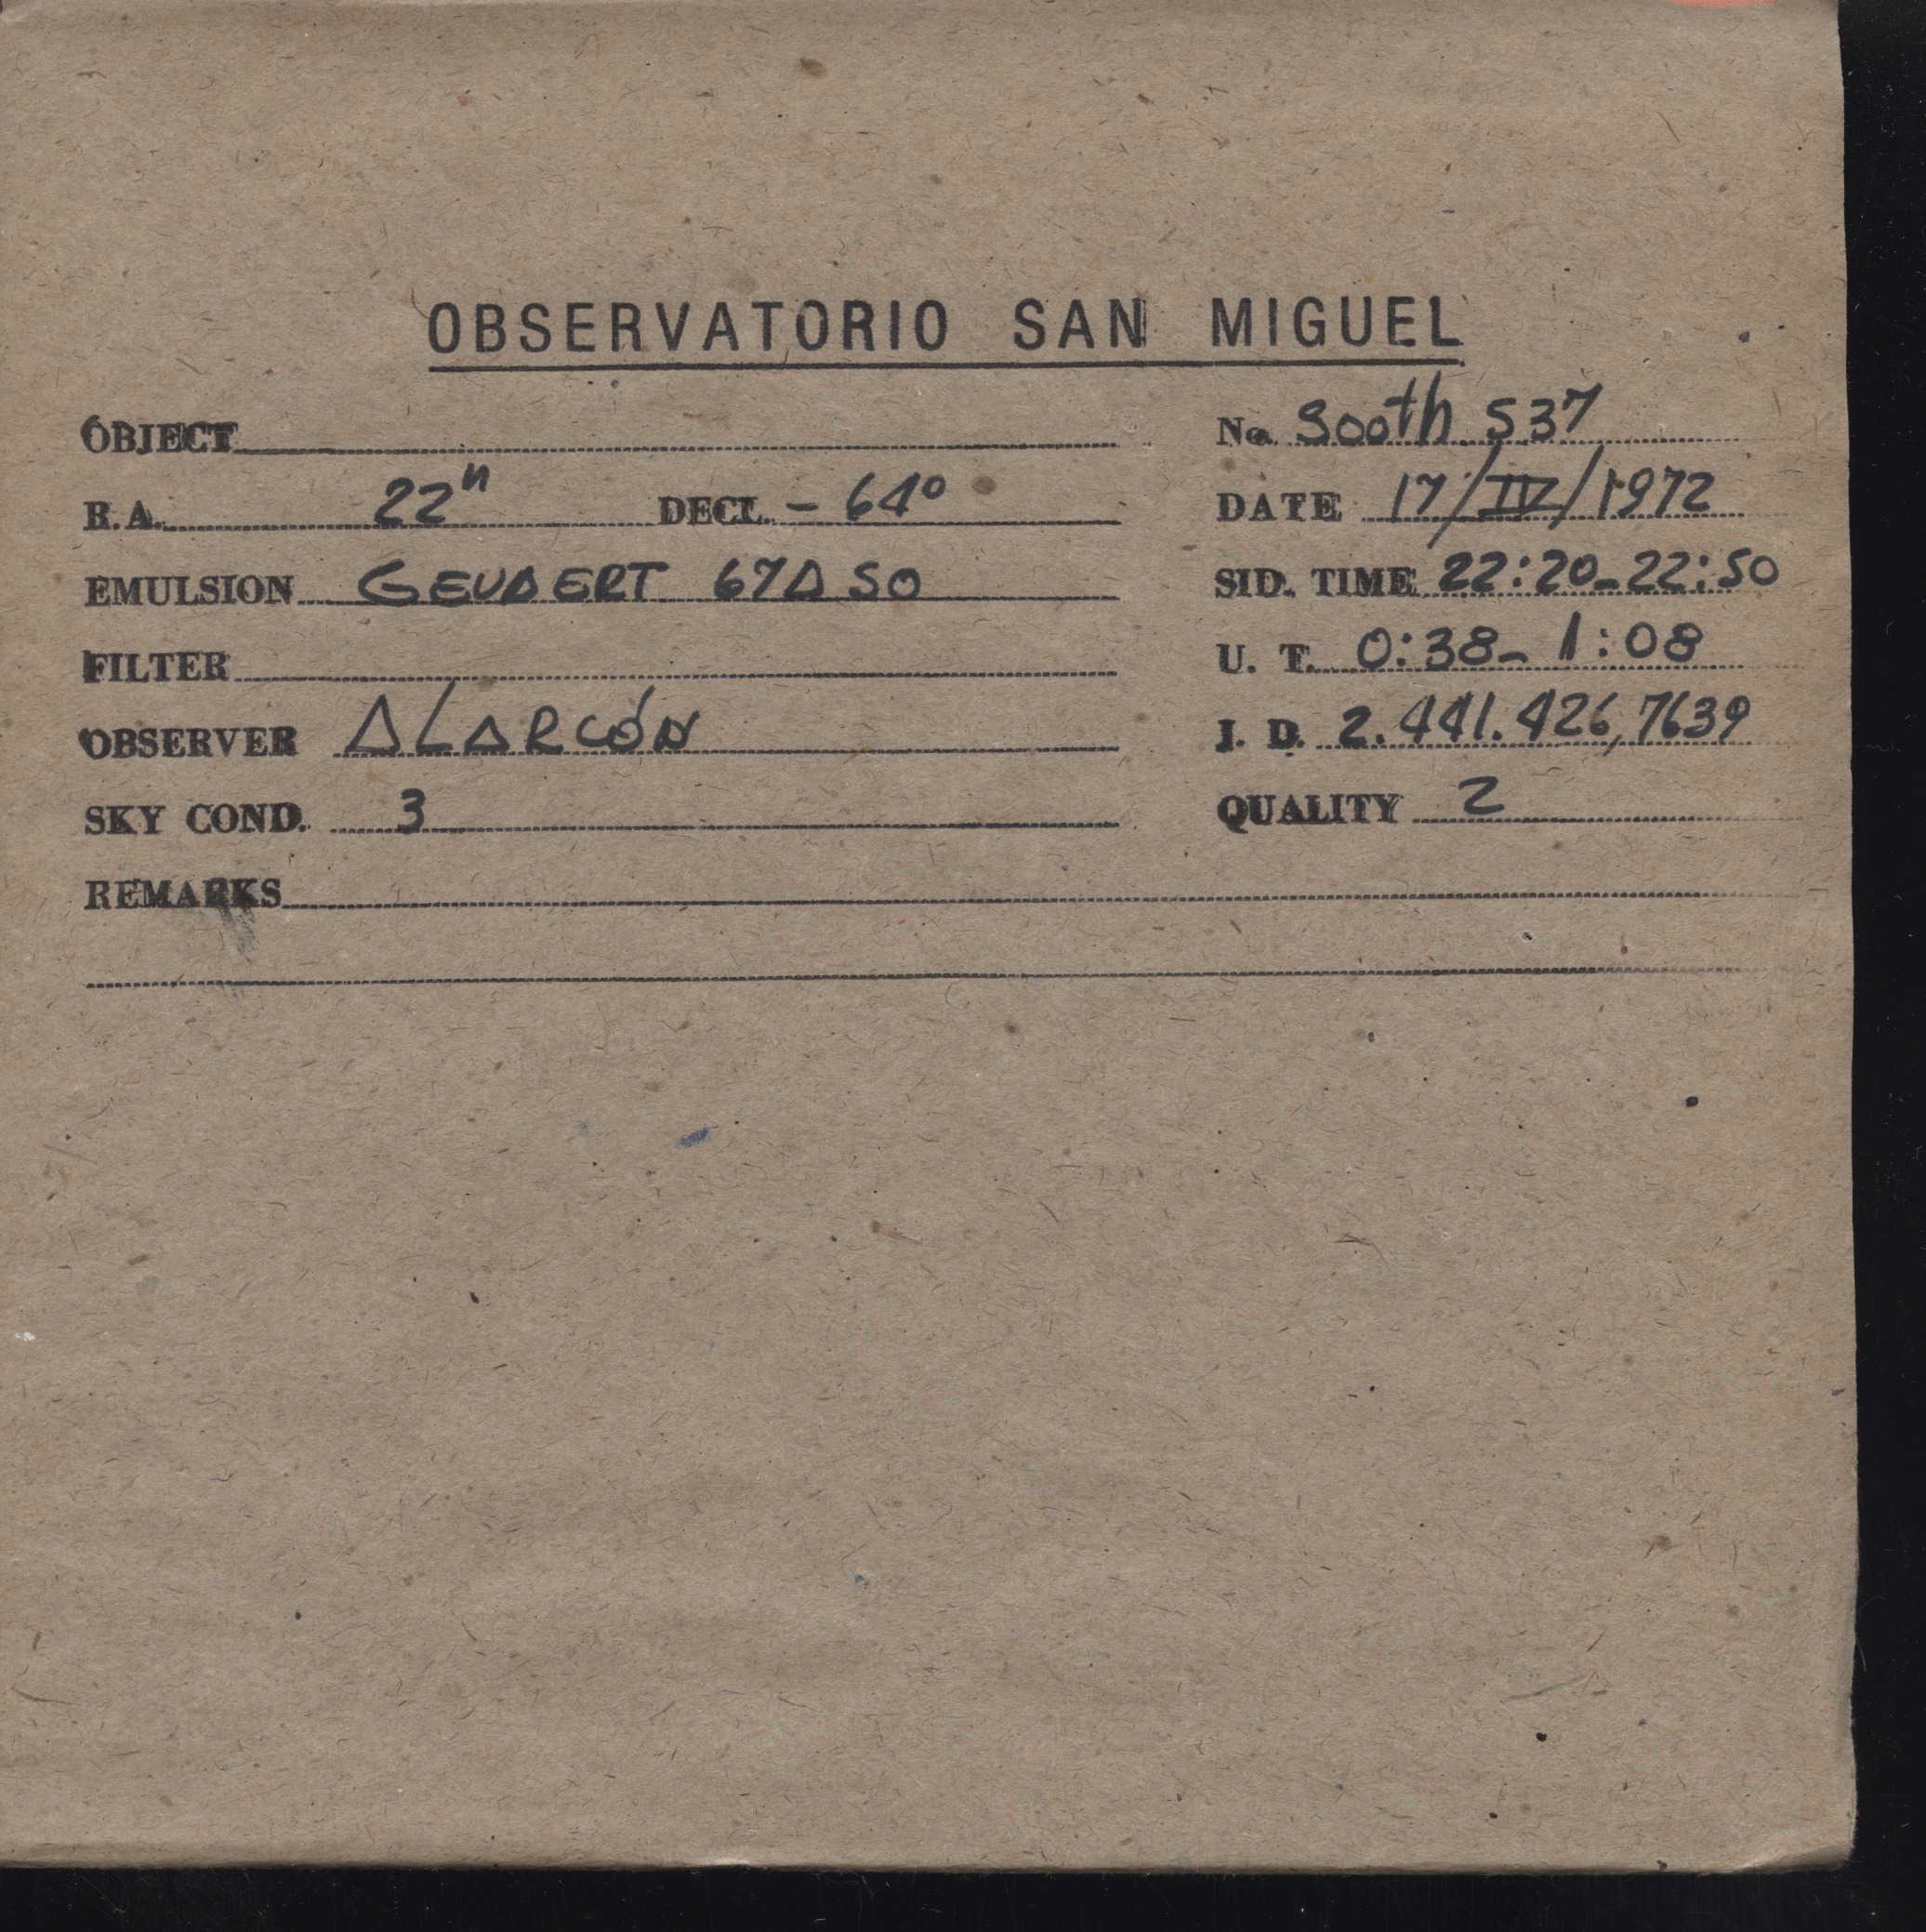 OBSERVATORIO SAN MIGUEL
OBJECT
No. Sooth 537
R.A. 22h DECL. - 64°
DATE 17/IV/1972
EMULSION GEVAERT 67A50
SID. TIME 22:20-22:50
FILTER
U. T. 0:38-1:08
OBSERVER ALARCÓN
J. D. 2.441.426,7639
SKY COND. 3
QUALITY 2
REMARKS